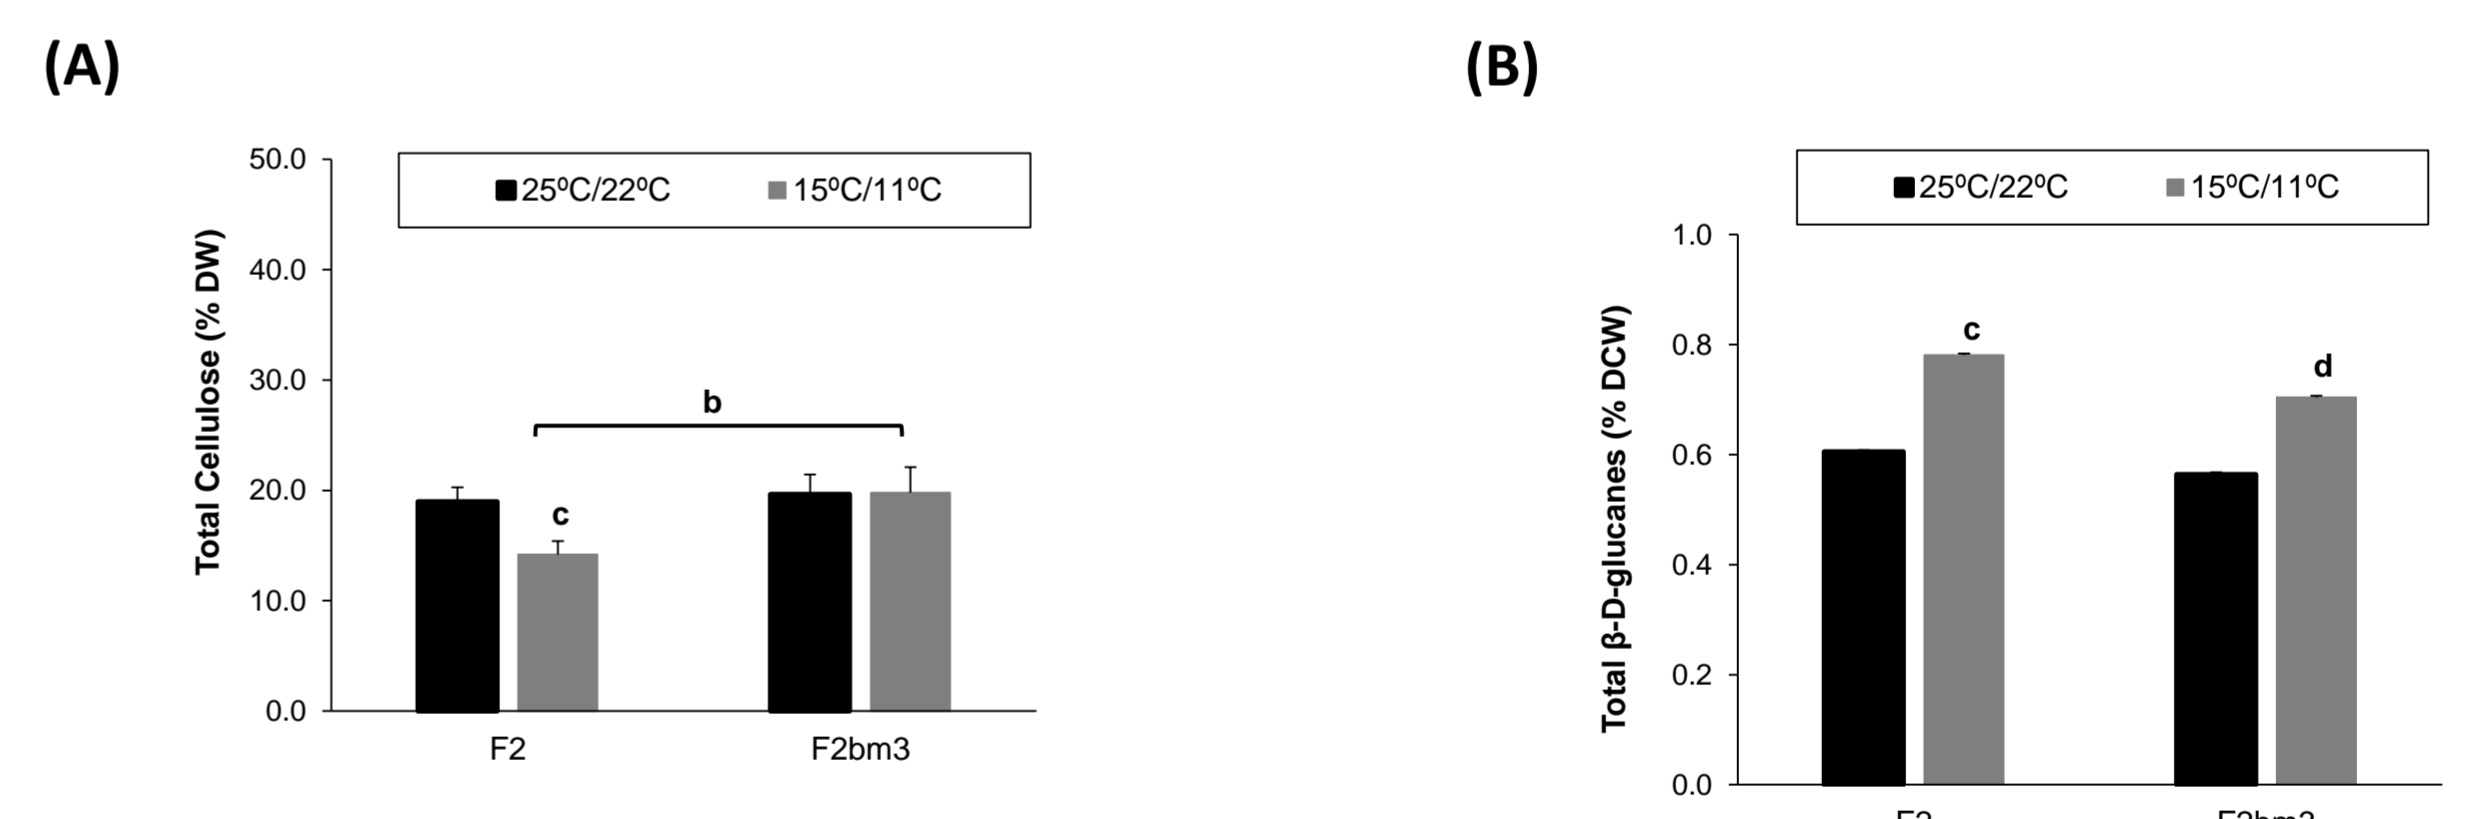 (A)
50.0
25ºC/22ºC 15ºC/11ºC
40.0
30.0
20.0
10.0
0.0
Total Cellulose (% DW)
b
c
F2 F2bm3
(B)
25ºC/22ºC 15ºC/11ºC
1.0
0.8
0.6
0.4
0.2
0.0
Total β-D-glucanes (% DCW)
c
d
F2 F2bm3